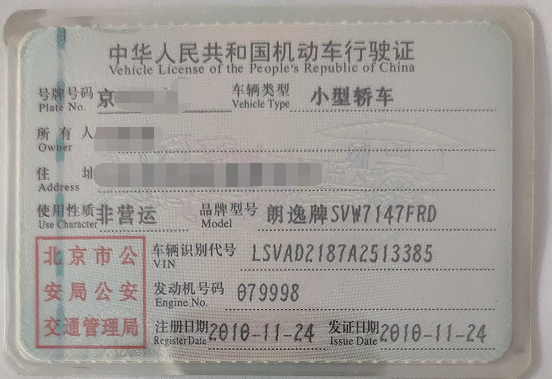 中华人民共和国机动车行驶证
Vehicle License of the People's Republic of China
号牌号码 京 车辆类型 小型轿车
Plate No. Vehicle Type
所有人
Owner
住址
Address
使用性质 非营运 品牌型号 朗逸牌SVW7147FRD
Use Character Model
北京市公
安局公安
交通管理局
车辆识别代号 LSVAD2187A2513385
VIN
发动机号码 079998
Engine No.
注册日期 2010-11-24 发证日期 2010-11-24
Register Date Issue Date